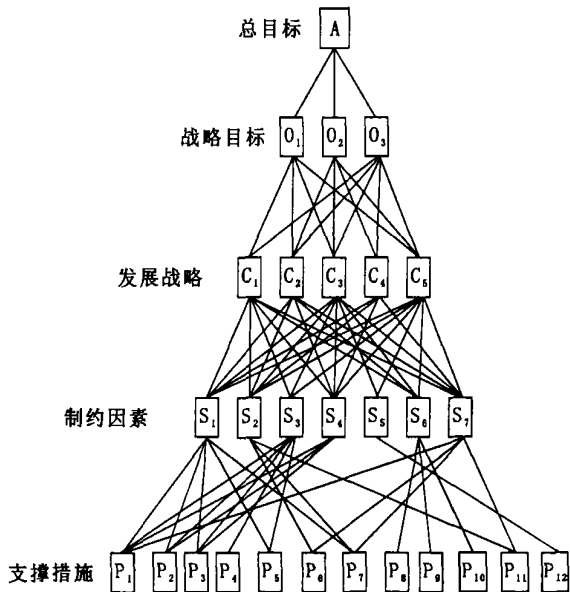 总目标 A
战略目标 O₁ O₂ O₃
发展战略 C₁ C₂ C₃ C₄ C₅
制约因素 S₁ S₂ S₃ S₄ S₅ S₆ S₇
支撑措施 P₁ P₂ P₃ P₄ P₅ P₆ P₇ P₈ P₉ P₁₀ P₁₁ P₁₂